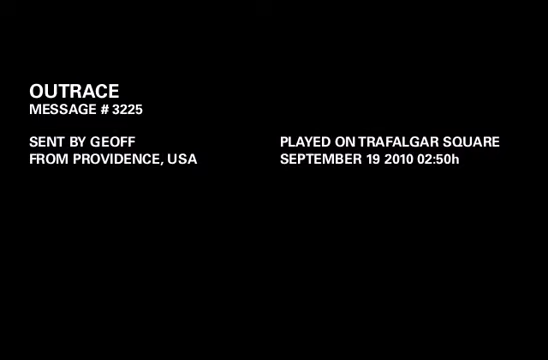 OUTRACE
MESSAGE # 3225
SENT BY GEOFF
FROM PROVIDENCE, USA
PLAYED ON TRAFALGAR SQUARE
SEPTEMBER 19 2010 02:50h